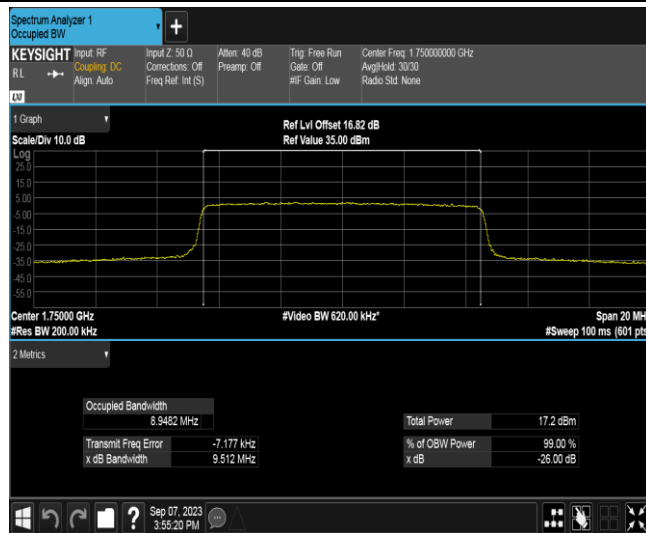 Spectrum Analyzer 1
Occupied BW
+
KEYSIGHT
RL
LXI
Input: RF
Coupling: DC
Align: Auto
Input Z: 50 Ω
Corrections: Off
Freq Ref: Int (S)
Atten: 40 dB
Preamp: Off
Trig: Free Run
Gate: Off
#IF Gain: Low
Center Freq: 1.750000000 GHz
Avg|Hold: 30/30
Radio Std: None
1 Graph
Scale/Div 10.0 dB
Ref Lvl Offset 16.82 dB
Ref Value 35.00 dBm
Log
25.0
15.0
5.00
-5.00
-15.0
-25.0
-35.0
-45.0
-55.0
Center 1.75000 GHz
#Video BW 620.00 kHz*
Span 20 MH
#Res BW 200.00 kHz
#Sweep 100 ms (601 pts
2 Metrics
Occupied Bandwidth
8.9482 MHz
Total Power 17.2 dBm
Transmit Freq Error -7.177 kHz
% of OBW Power 99.00 %
x dB Bandwidth 9.512 MHz
x dB -26.00 dB
?
Sep 07, 2023
3:55:20 PM